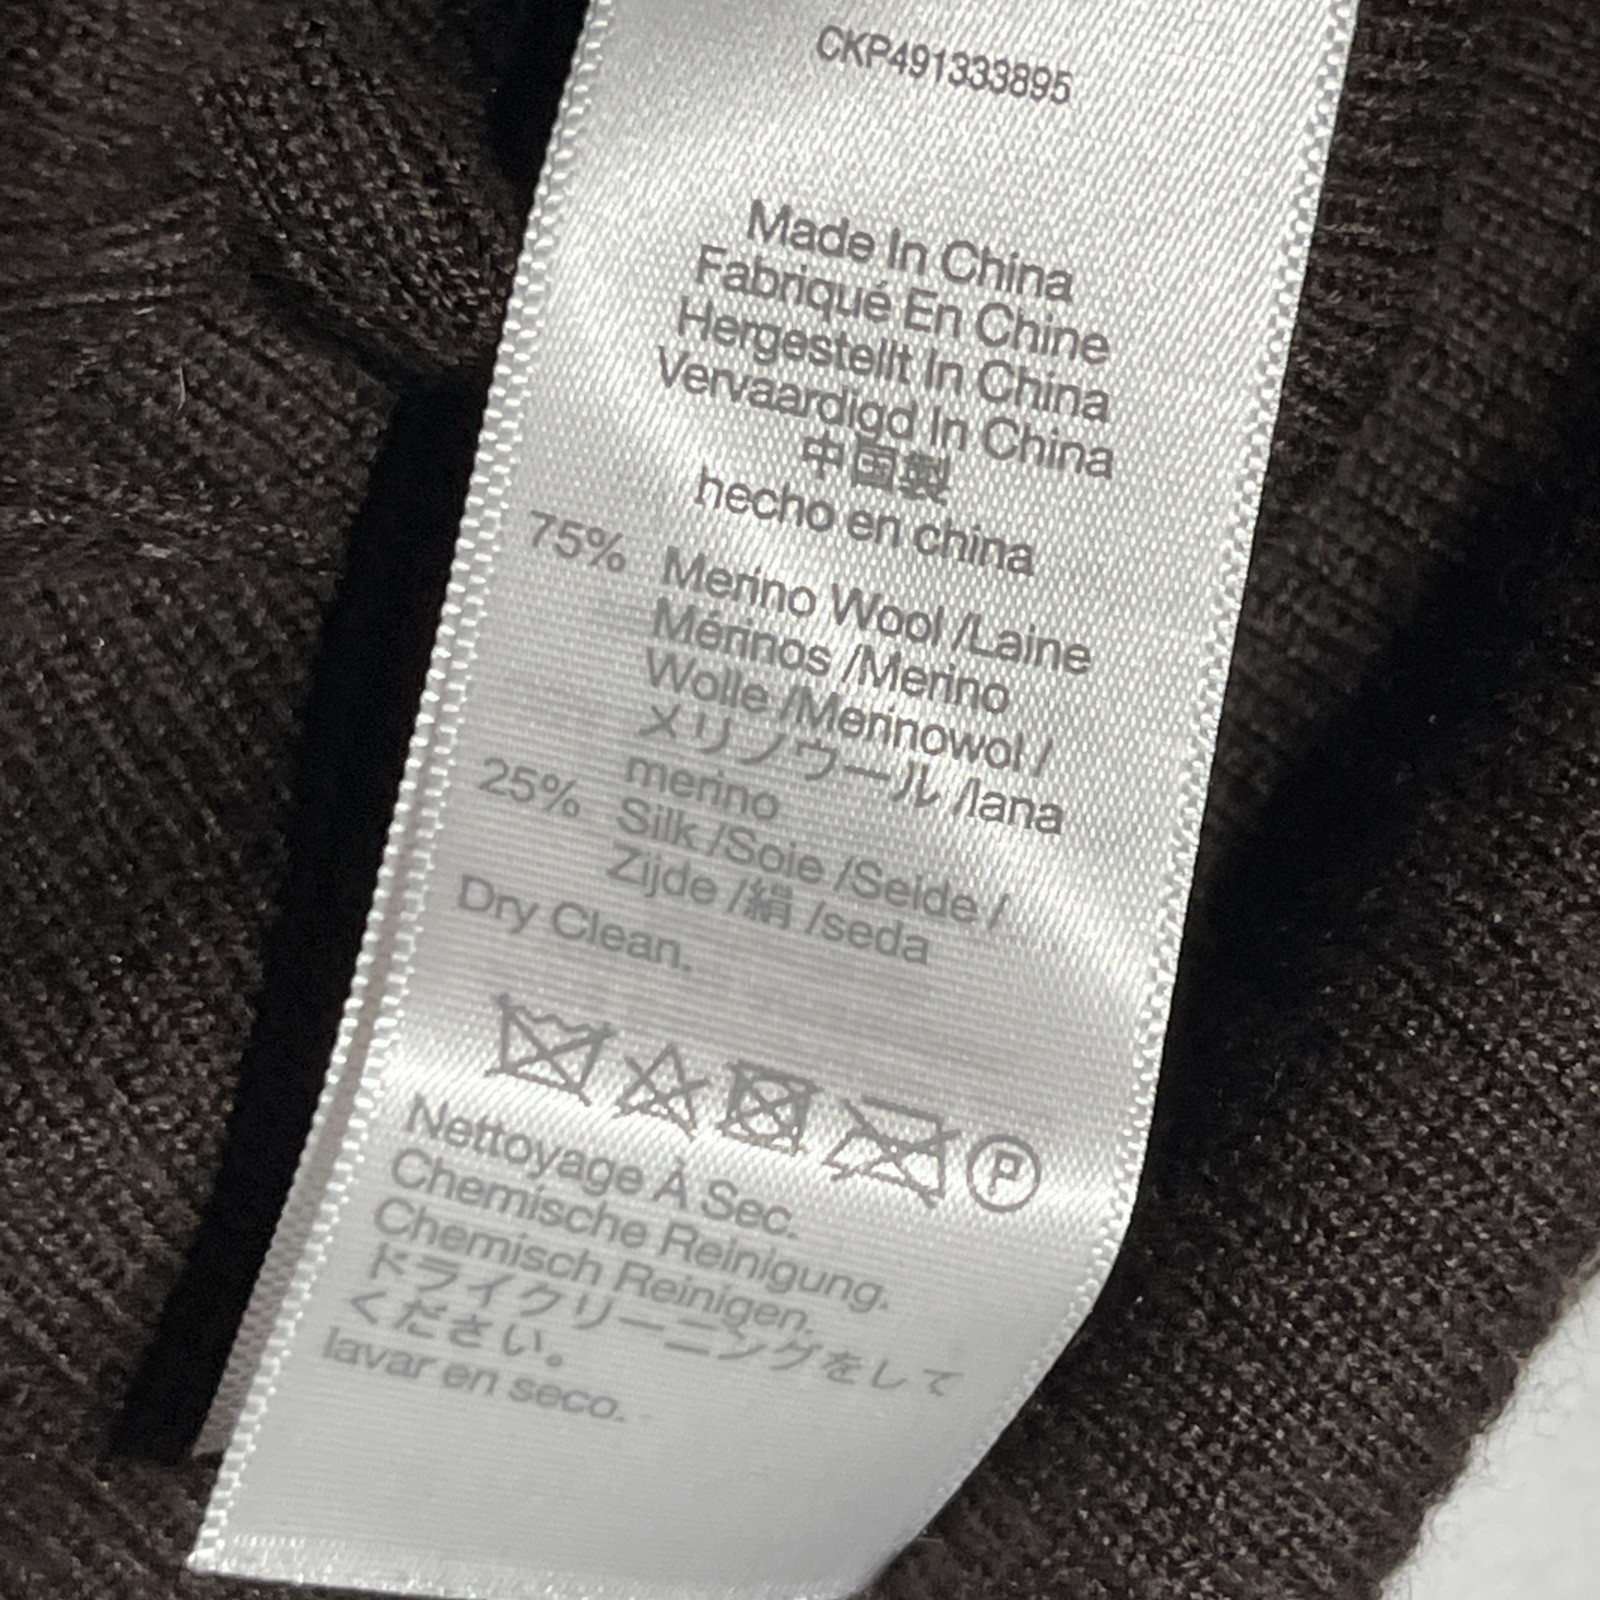 CKP491333895
Made In China
Fabriqué En Chine
Hergestellt In China
Vervaardigd In China
中国製
hecho en china
75% Merino Wool /Laine
Mérinos /Merino
Wolle /Merinowol /
メリノウール /lana
merino
25% Silk /Soie /Seide /
Zijde /絹 /seda
Dry Clean.
P
Nettoyage À Sec.
Chemische Reinigung.
Chemisch Reinigen.
ドライクリーニングをして
ください。
lavar en seco.